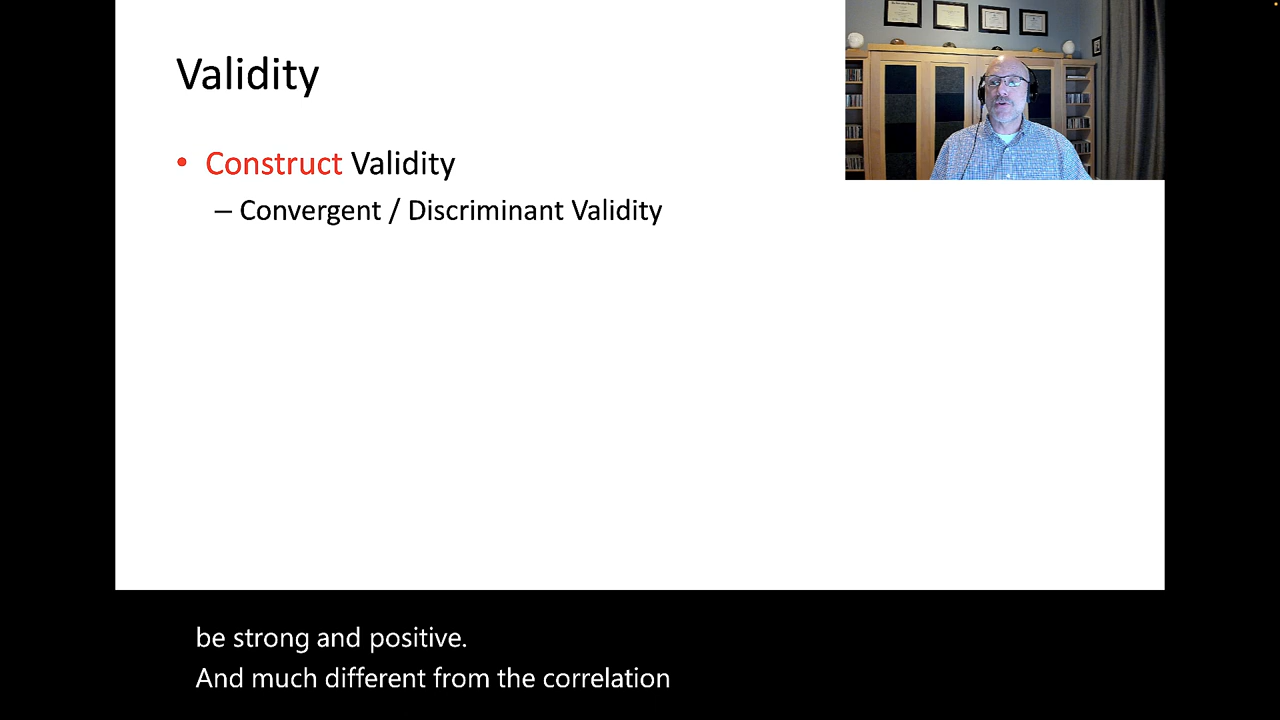 Validity
• Construct Validity
– Convergent / Discriminant Validity
be strong and positive.
And much different from the correlation